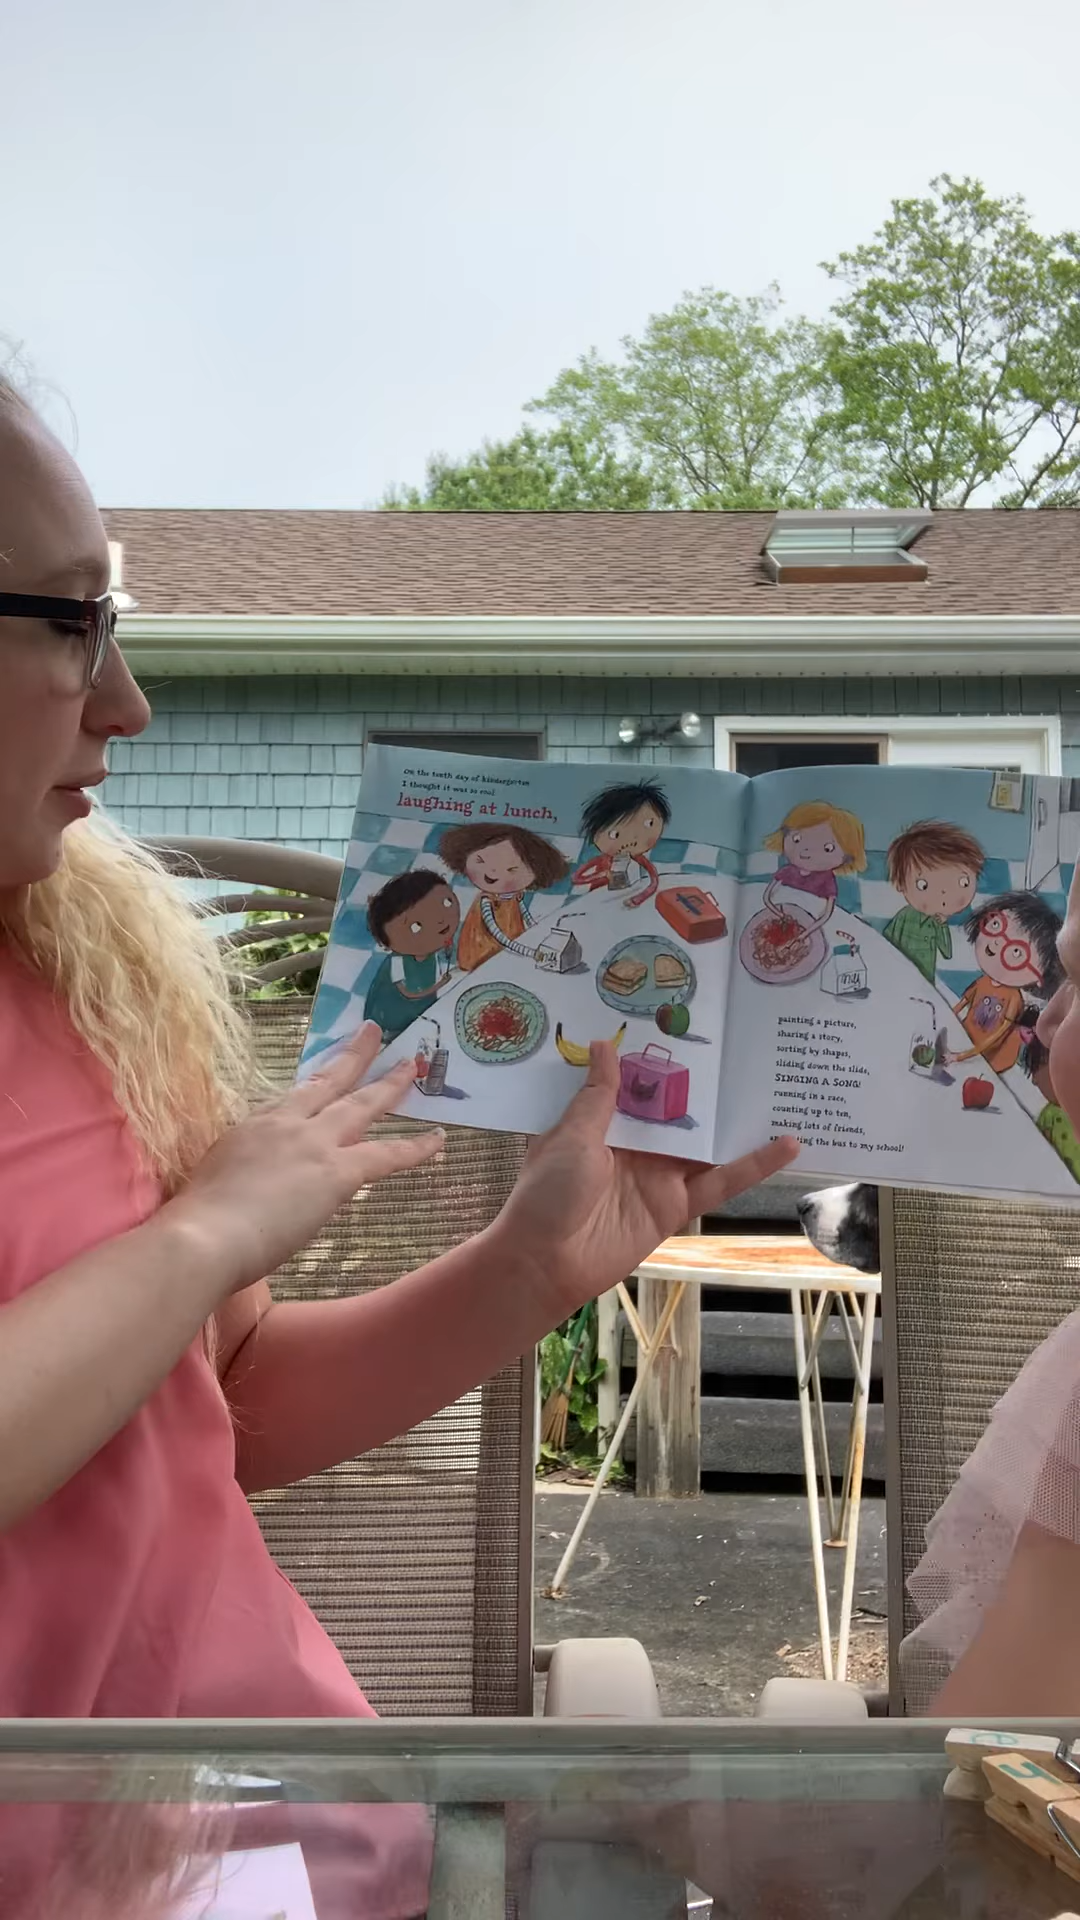 on the tenth day of kindergarten
I thought it was so cool
laughing at lunch,
milk
milk
painting a picture,
sharing a story,
sorting by shapes,
sliding down the slide,
SINGING A SONG!
running in a race,
counting up to ten,
making lots of friends,
the bus to my school!
e
n